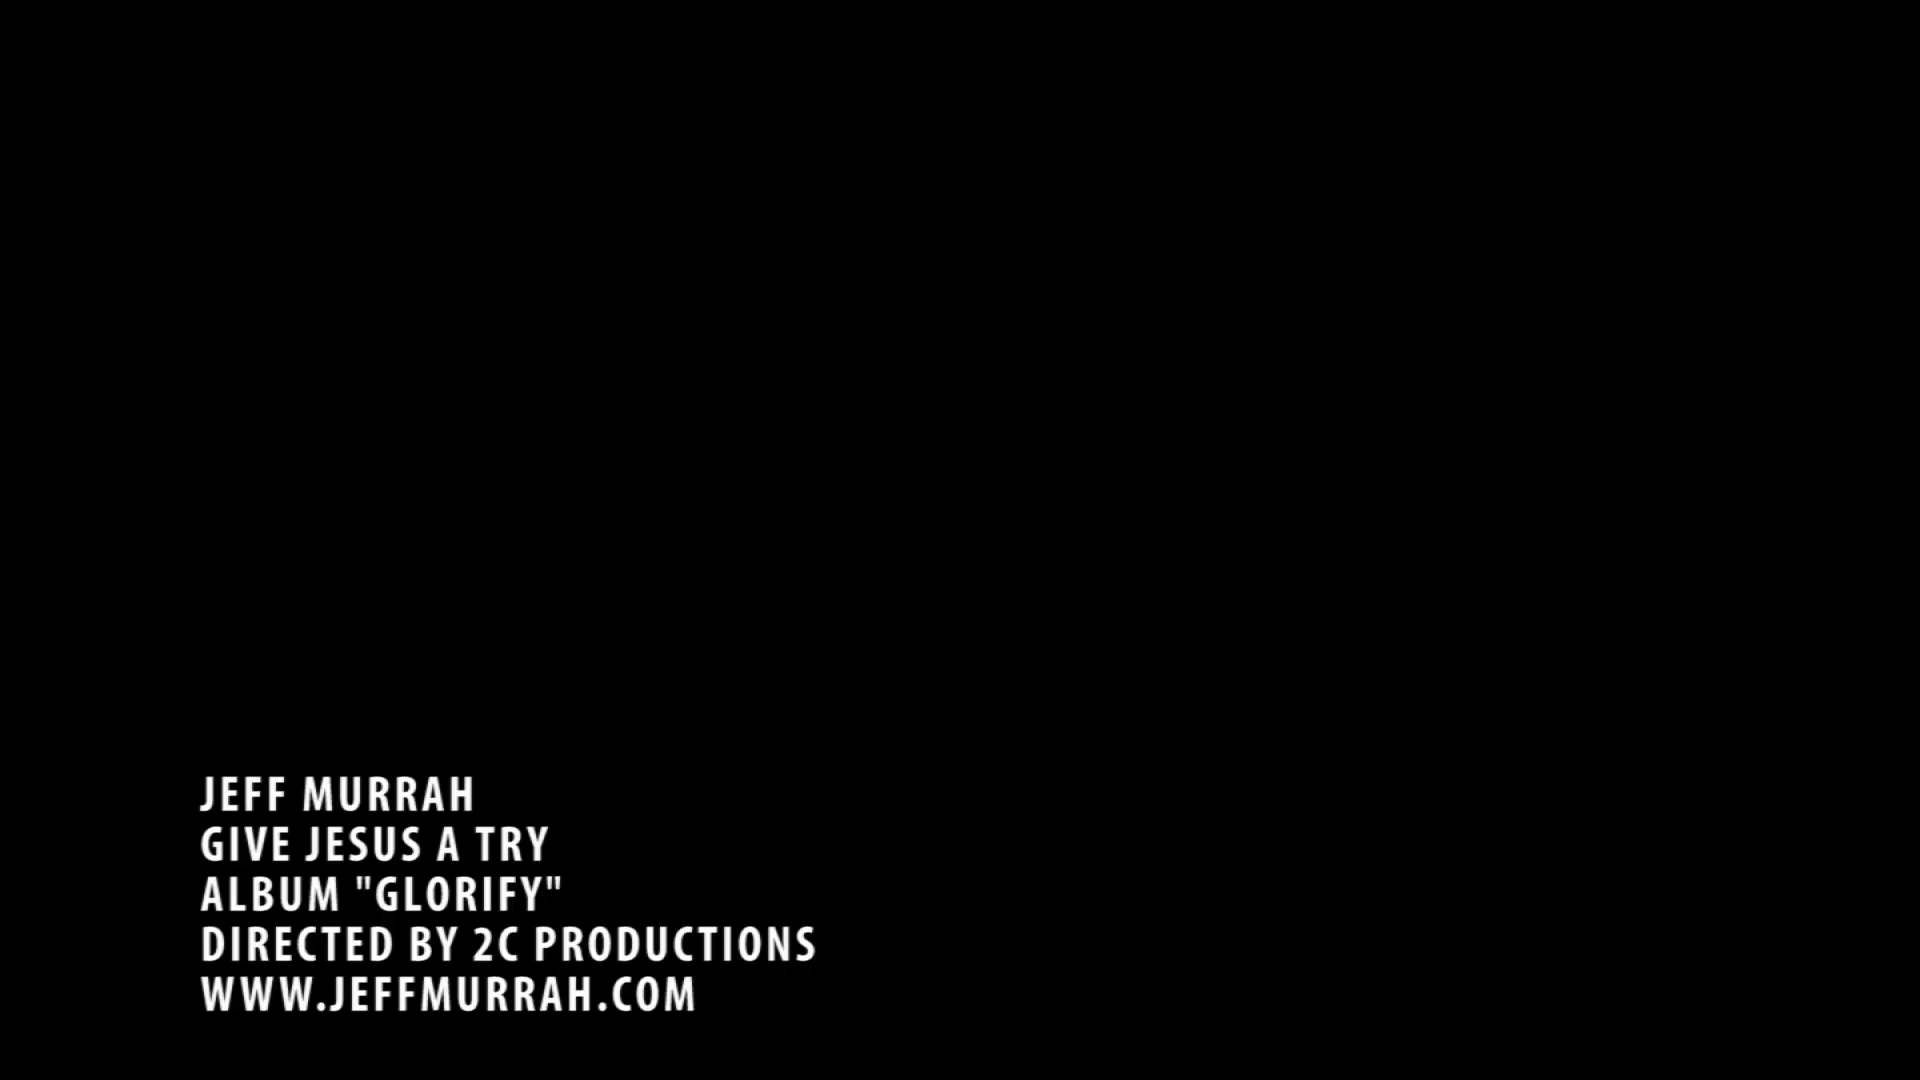 JEFF MURRAH
GIVE JESUS A TRY
ALBUM "GLORIFY"
DIRECTED BY 2C PRODUCTIONS
WWW.JEFFMURRAH.COM